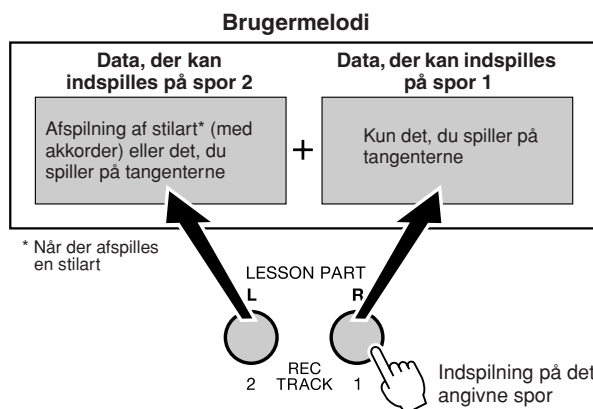 Brugermelodi
Data, der kan
indspilles på spor 2
Data, der kan indspilles
på spor 1
Afspilning af stilart* (med
akkorder) eller det, du
spiller på tangenterne
+
Kun det, du spiller på
tangenterne
* Når der afspilles
en stilart
LESSON PART
L
R
REC
TRACK
2
1
Indspilning på det
angivne spor